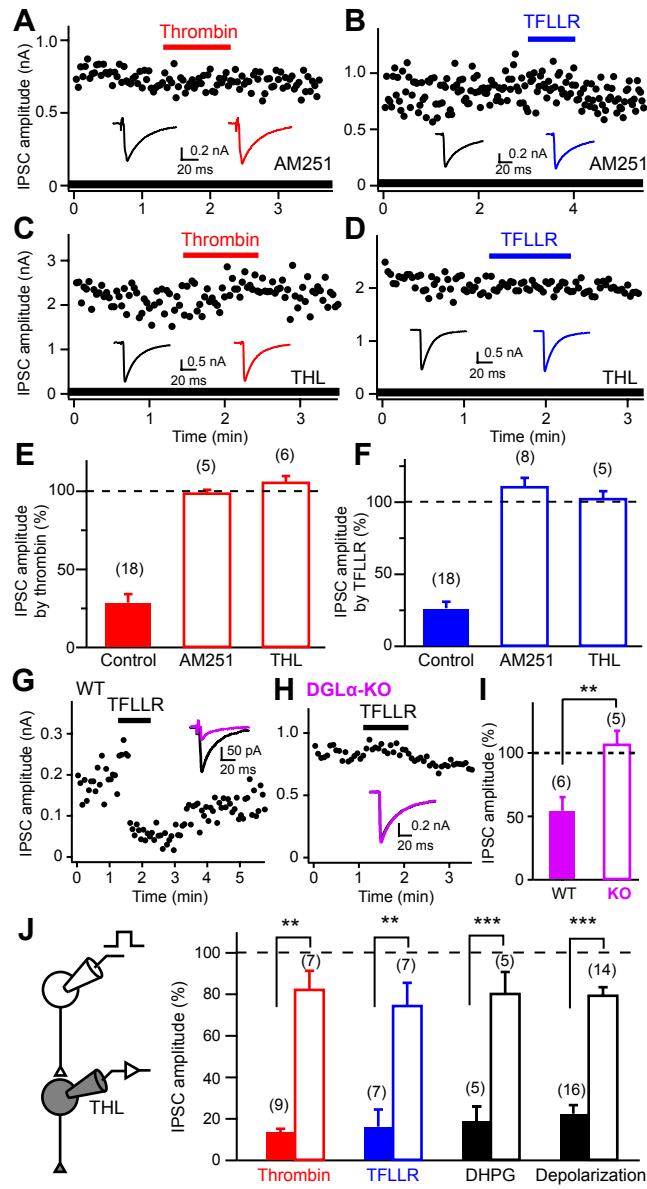 A
Thrombin
IPSC amplitude (nA)
1.0
0.5
0
0.2 nA
20 ms
AM251
0 1 2 3
B
TFLLR
1.5
1.0
0.5
0
0.2 nA
20 ms
AM251
0 2 4
C
Thrombin
IPSC amplitude (nA)
3
2
1
0
0.5 nA
20 ms
THL
0 1 2 3
Time (min)
D
TFLLR
3
2
1
0
0.5 nA
20 ms
THL
0 1 2 3
Time (min)
E
IPSC amplitude
by thrombin (%)
100
50
0
(18)
(5)
(6)
Control AM251 THL
F
IPSC amplitude
by TFLLR (%)
100
50
0
(18)
(8)
(5)
Control AM251 THL
G
WT
TFLLR
IPSC amplitude (nA)
0.3
0.2
0.1
0
50 pA
20 ms
0 1 2 3 4 5
Time (min)
H
DGLα-KO
TFLLR
1.0
0.5
0
0.2 nA
20 ms
0 1 2 3
Time (min)
I
**
IPSC amplitude (%)
100
50
0
(6)
(5)
WT KO
J
THL
IPSC amplitude (%)
100
80
60
40
20
0
** ** *** ***
(9) (7)
(7) (7)
(5) (5)
(16) (14)
Thrombin TFLLR DHPG Depolarization